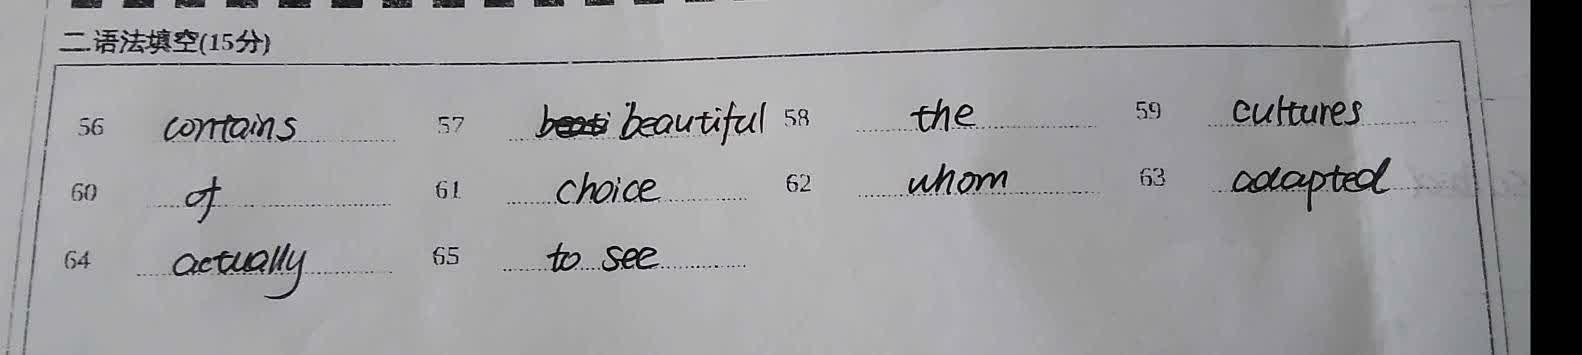 二.语法填空(15分)
56 contains 57 beautiful 58 the 59 cultures
60 of 61 choice 62 whom 63 adapted
64 actually 65 to see